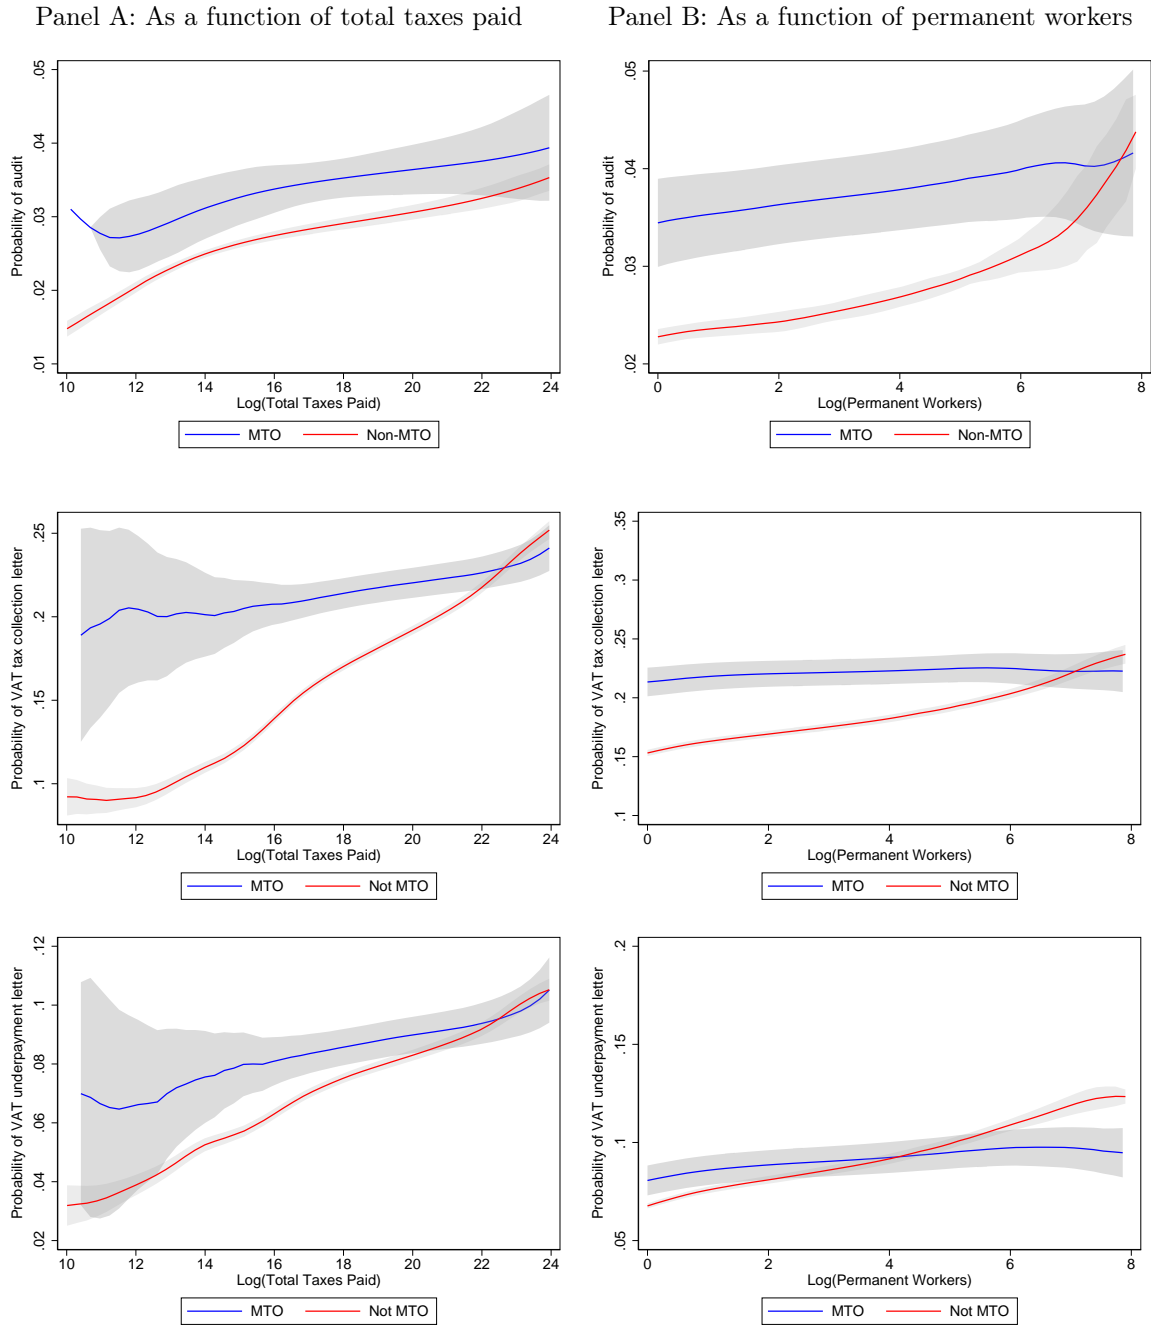 Panel A: As a function of total taxes paid
Panel B: As a function of permanent workers
Probability of audit
.05
.04
.03
.02
.01
10 12 14 16 18 20 22 24
Log(Total Taxes Paid)
MTO Non-MTO
Probability of audit
.05
.04
.03
.02
0 2 4 6 8
Log(Permanent Workers)
MTO Non-MTO
Probability of VAT tax collection letter
.25
.2
.15
.1
10 12 14 16 18 20 22 24
Log(Total Taxes Paid)
MTO Not MTO
Probability of VAT tax collection letter
.35
.3
.25
.2
.15
.1
0 2 4 6 8
Log(Permanent Workers)
MTO Not MTO
Probability of VAT underpayment letter
.12
.1
.08
.06
.04
.02
10 12 14 16 18 20 22 24
Log(Total Taxes Paid)
MTO Not MTO
Probability of VAT underpayment letter
.2
.15
.1
.05
0 2 4 6 8
Log(Permanent Workers)
MTO Not MTO